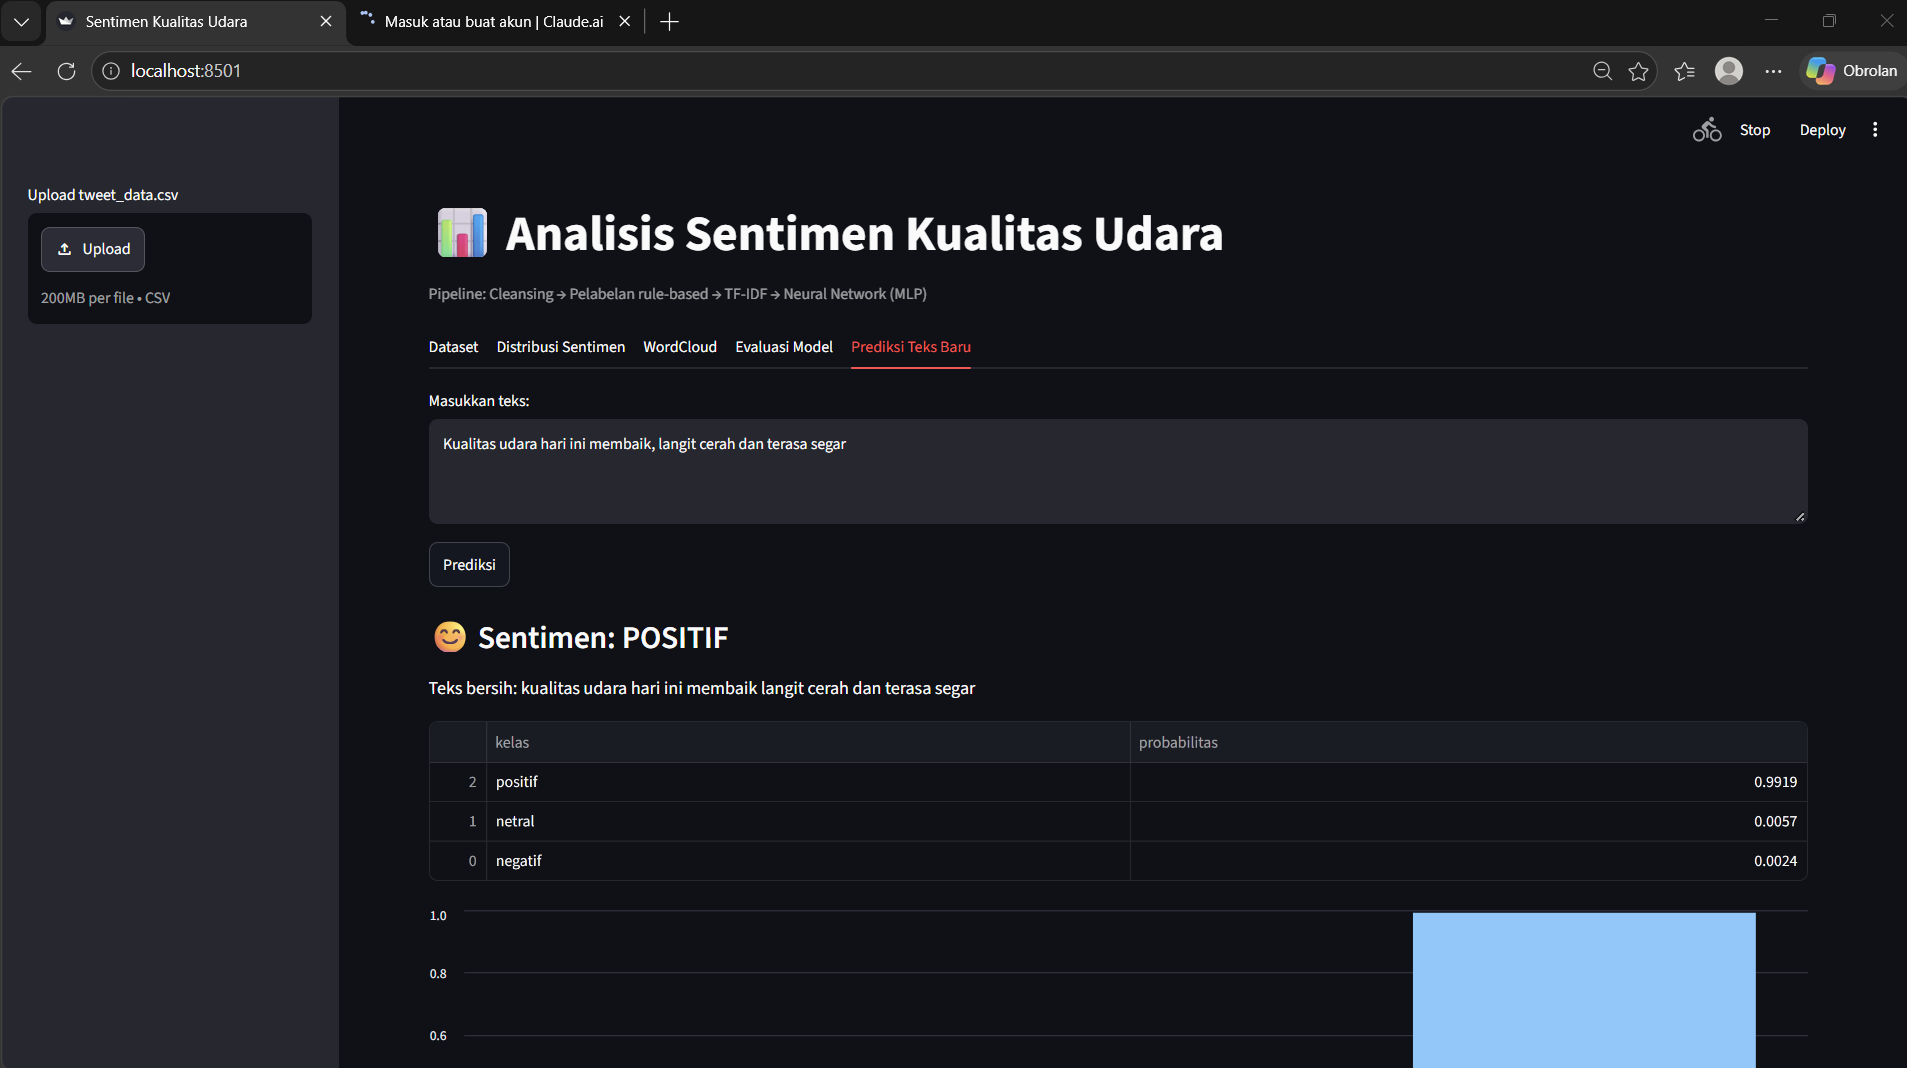 Sentimen Kualitas Udara
Masuk atau buat akun | Claude.ai
localhost:8501
Obrolan
Stop
Deploy
Upload tweet_data.csv
Upload
200MB per file • CSV
Analisis Sentimen Kualitas Udara
Pipeline: Cleansing → Pelabelan rule-based → TF-IDF → Neural Network (MLP)
Dataset Distribusi Sentimen WordCloud Evaluasi Model Prediksi Teks Baru
Masukkan teks:
Kualitas udara hari ini membaik, langit cerah dan terasa segar
Prediksi
Sentimen: POSITIF
Teks bersih: kualitas udara hari ini membaik langit cerah dan terasa segar
kelas probabilitas
2 positif 0.9919
1 netral 0.0057
0 negatif 0.0024
1.0
0.8
0.6